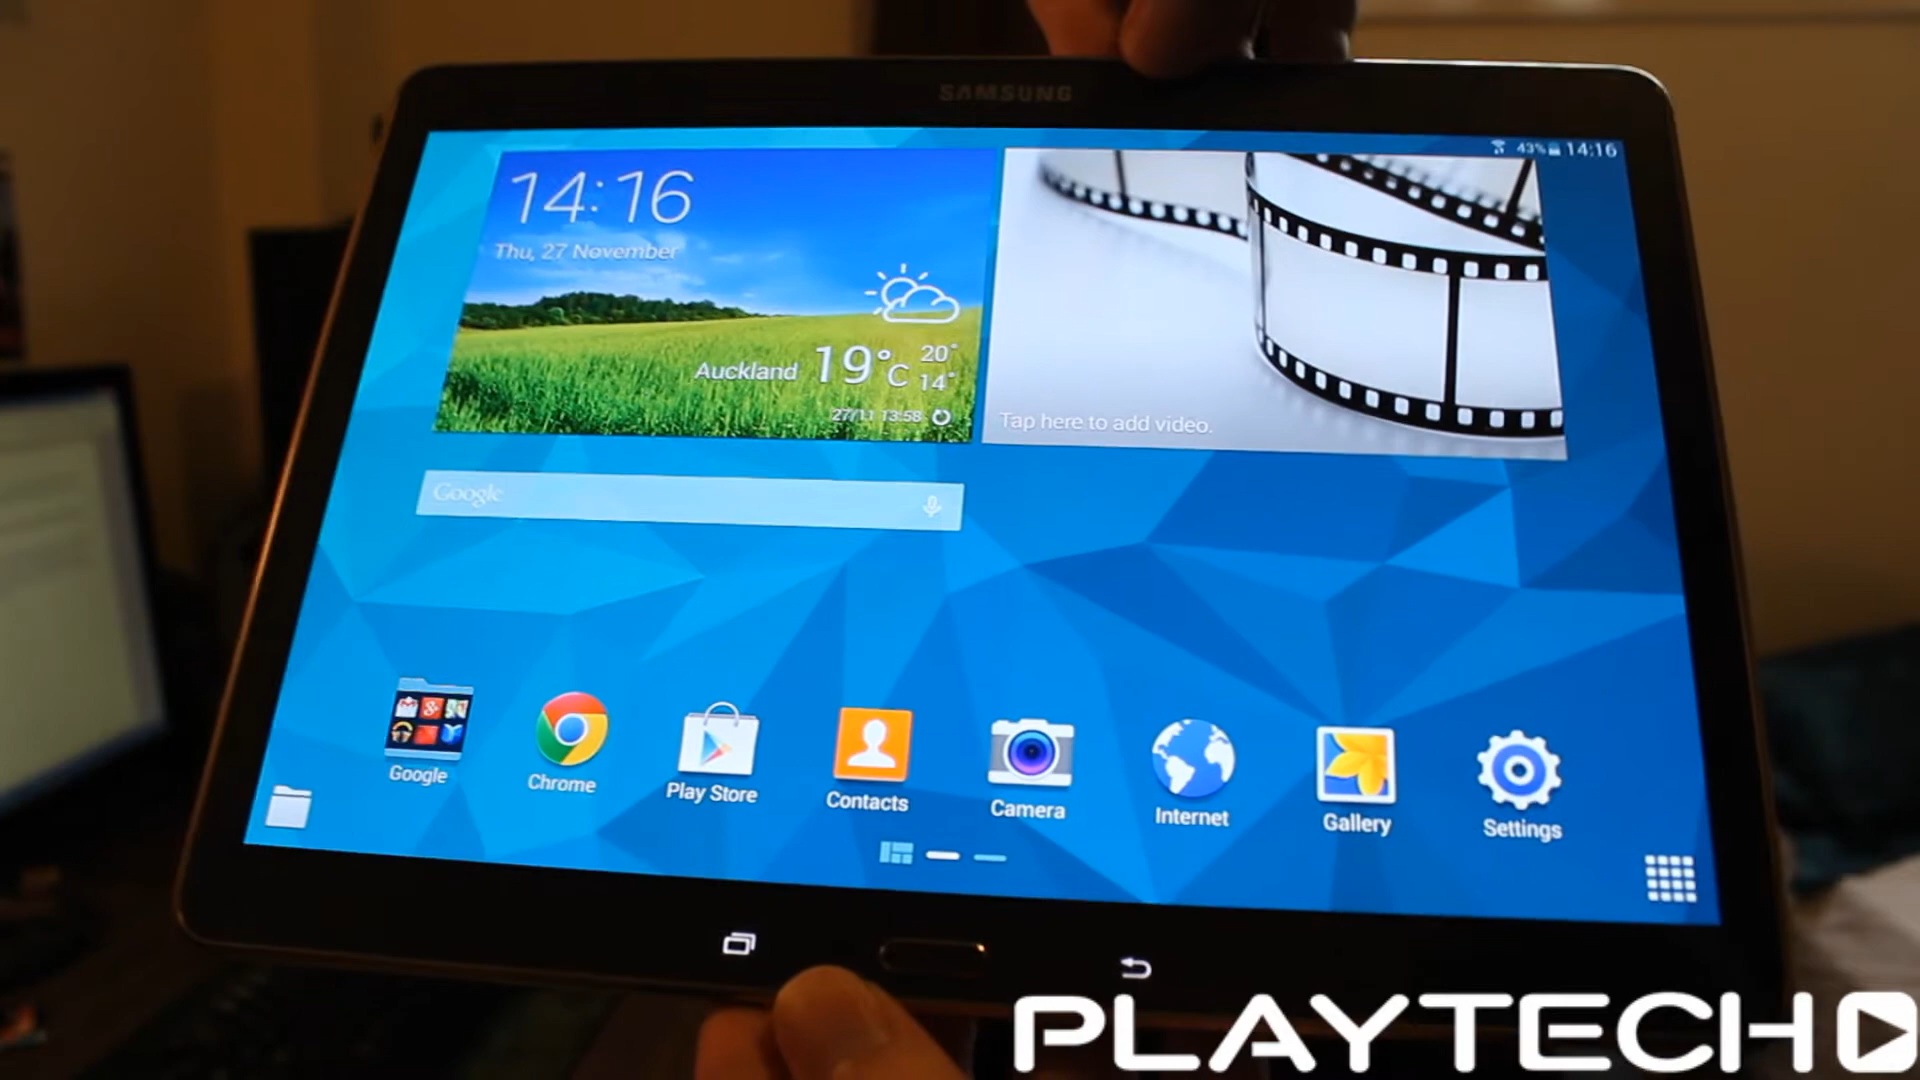 SAMSUNG
43% 14:16
14:16
Thu, 27 November
Auckland 19°C 20° 14°
27/11 13:58
Tap here to add video.
Google
Google Chrome Play Store Contacts Camera Internet Gallery Settings
PLAYTECH